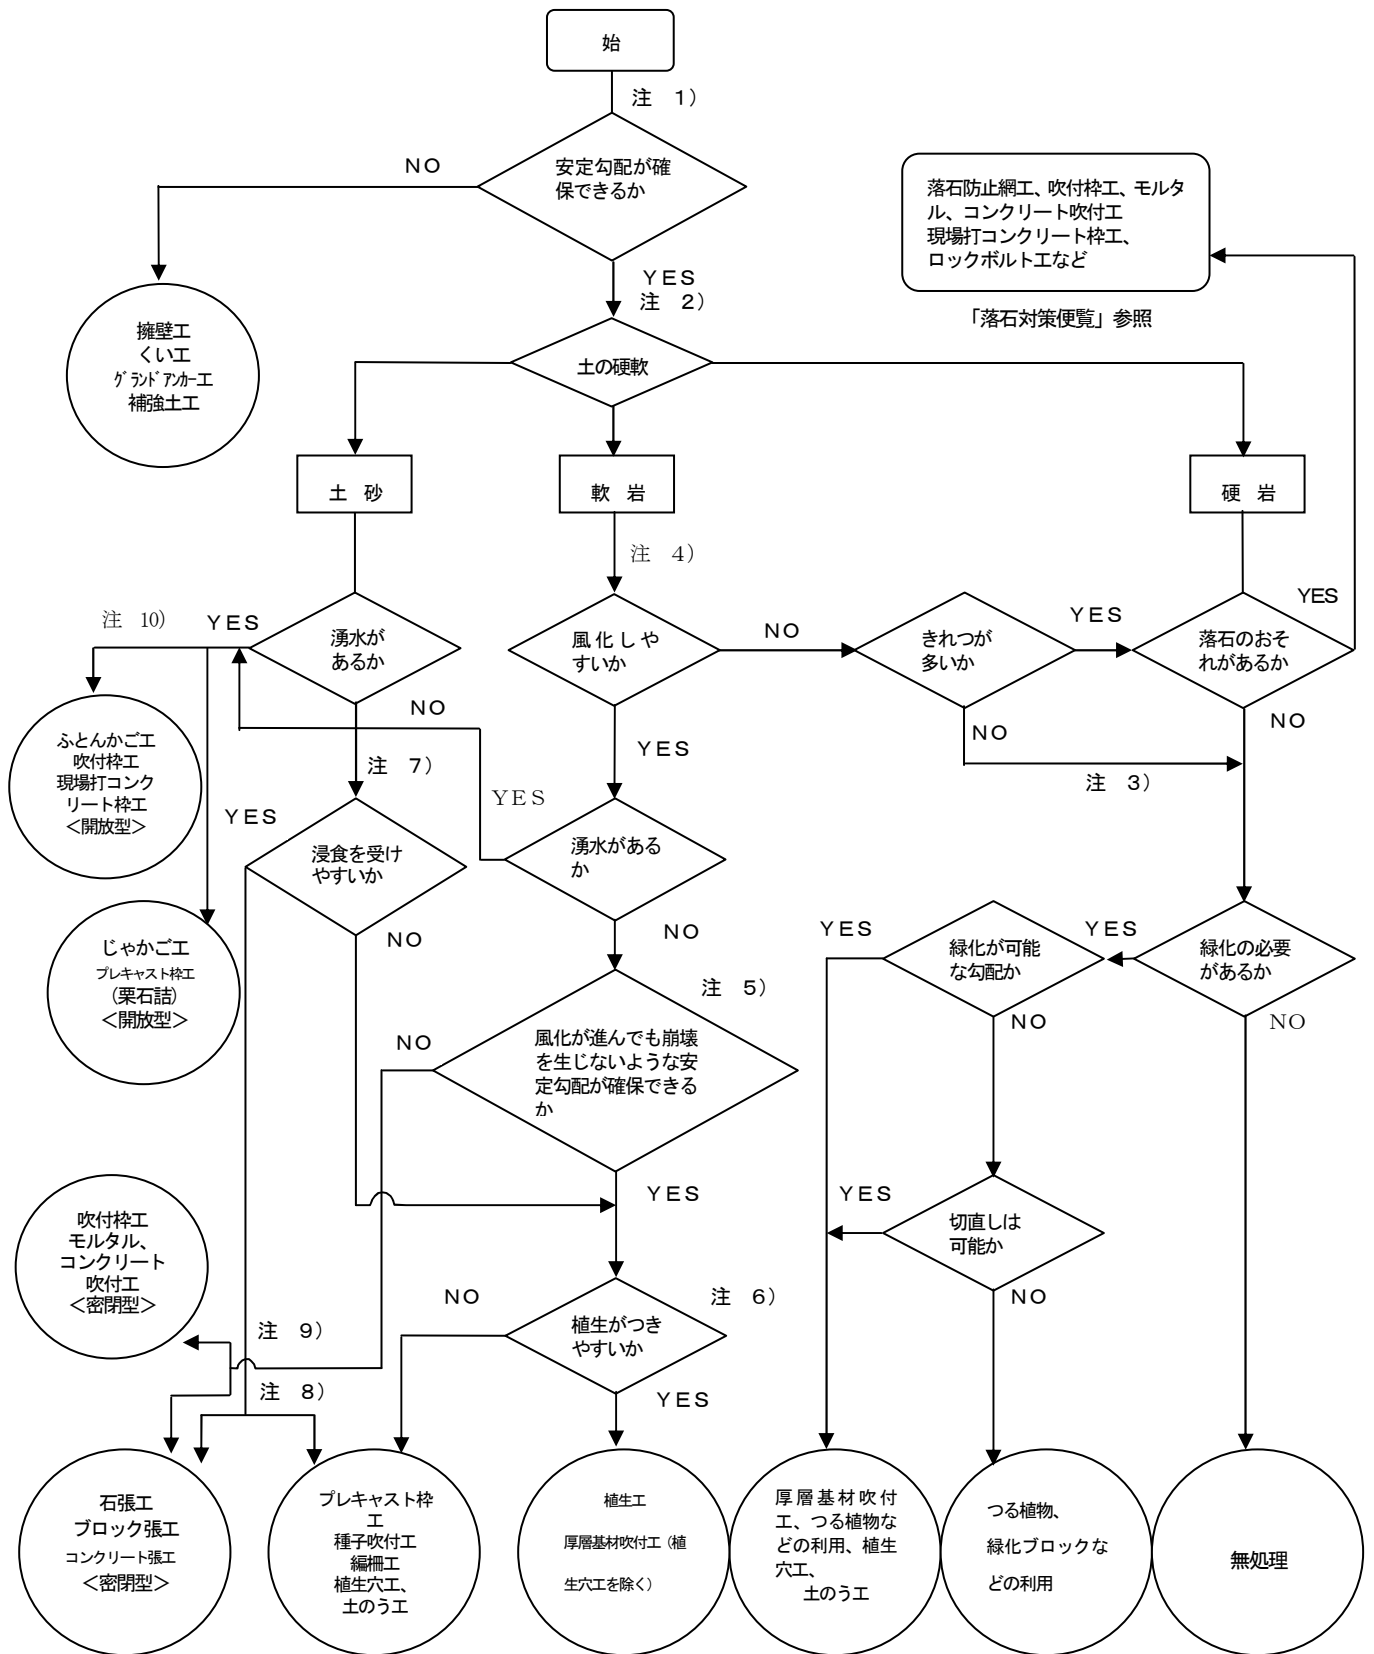 始
注　1）
安定勾配が確
保できるか
NO
YES
注　2）
落石防止網工、吹付枠工、モルタ
ル、コンクリート吹付工
現場打コンクリート枠工、
ロックボルト工など
「落石対策便覧」参照
擁壁工
くい工
ｸﾞﾗﾝﾄﾞｱﾝｶｰ工
補強土工
土の硬軟
土　砂
軟　岩
硬　岩
注　4）
注　10）
YES
湧水が
あるか
風化しや
すいか
NO
きれつが
多いか
YES
落石のおそ
れがあるか
YES
NO
YES
NO
NO
注　3）
ふとんかご工
吹付枠工
現場打コンク
リート枠工
＜開放型＞
注　7）
YES
YES
浸食を受け
やすいか
湧水がある
か
じゃかご工
プレキャスト枠工
（栗石詰）
＜開放型＞
NO
NO
YES
緑化が可能
な勾配か
YES
緑化の必要
があるか
注　5）
NO
NO
NO
風化が進んでも崩壊
を生じないような安
定勾配が確保できる
か
YES
YES
切直しは
可能か
吹付枠工
モルタル、
コンクリート
吹付工
＜密閉型＞
NO
注　6）
NO
注　9）
植生がつき
やすいか
注　8）
YES
石張工
ブロック張工
コンクリート張工
＜密閉型＞
プレキャスト枠
工
種子吹付工
編柵工
植生穴工、
土のう工
植生工
厚層基材吹付工（植
生穴工を除く）
厚層基材吹付
工、つる植物な
どの利用、植生
穴工、
土のう工
つる植物、
緑化ブロックな
どの利用
無処理